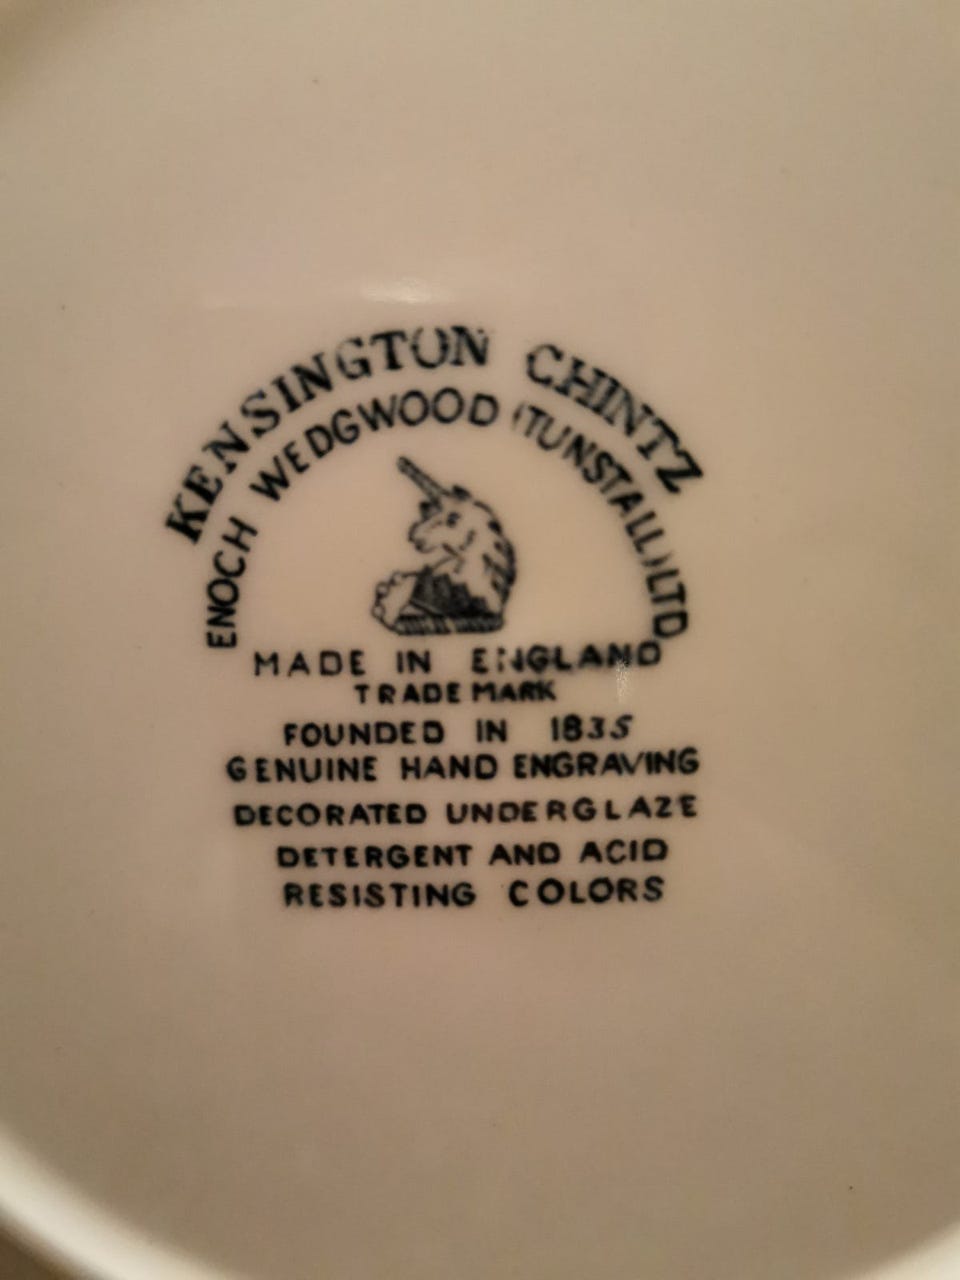 KENSINGTON CHINTZ
ENOCH WEDGWOOD (TUNSTALL) LTD
MADE IN ENGLAND
TRADE MARK
FOUNDED IN 1835
GENUINE HAND ENGRAVING
DECORATED UNDERGLAZE
DETERGENT AND ACID
RESISTING COLORS